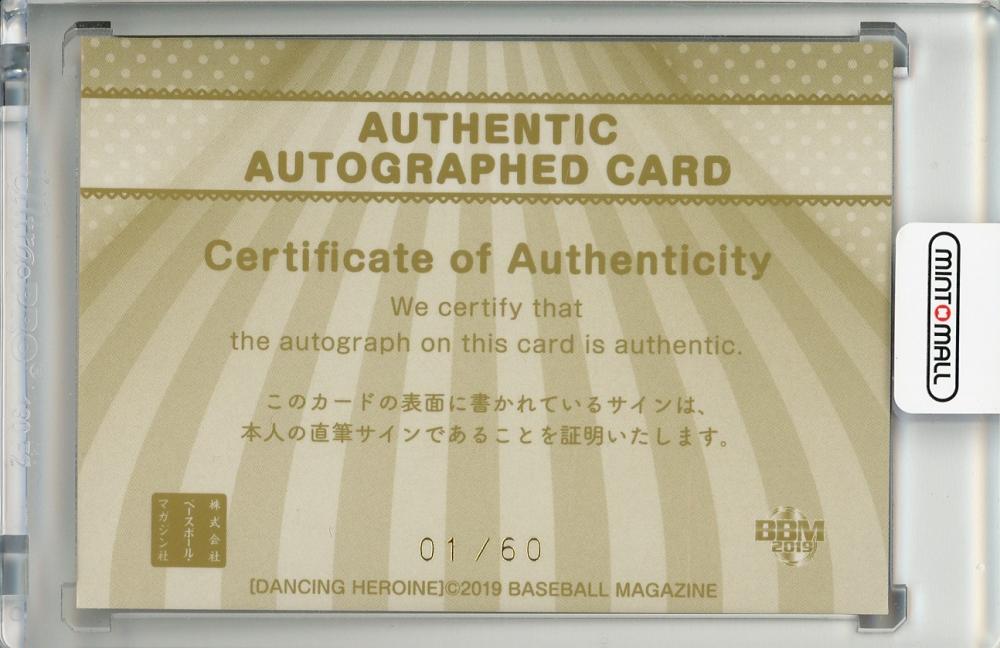 AUTHENTIC
AUTOGRAPHED CARD
Certificate of Authenticity
We certify that
the autograph on this card is authentic.
このカードの表面に書かれているサインは、
本人の直筆サインであることを証明いたします。
株式会社
ベースボール・
マガジン社
01/60
BBM
2019
[DANCING HEROINE]©2019 BASEBALL MAGAZINE
MINTMALL